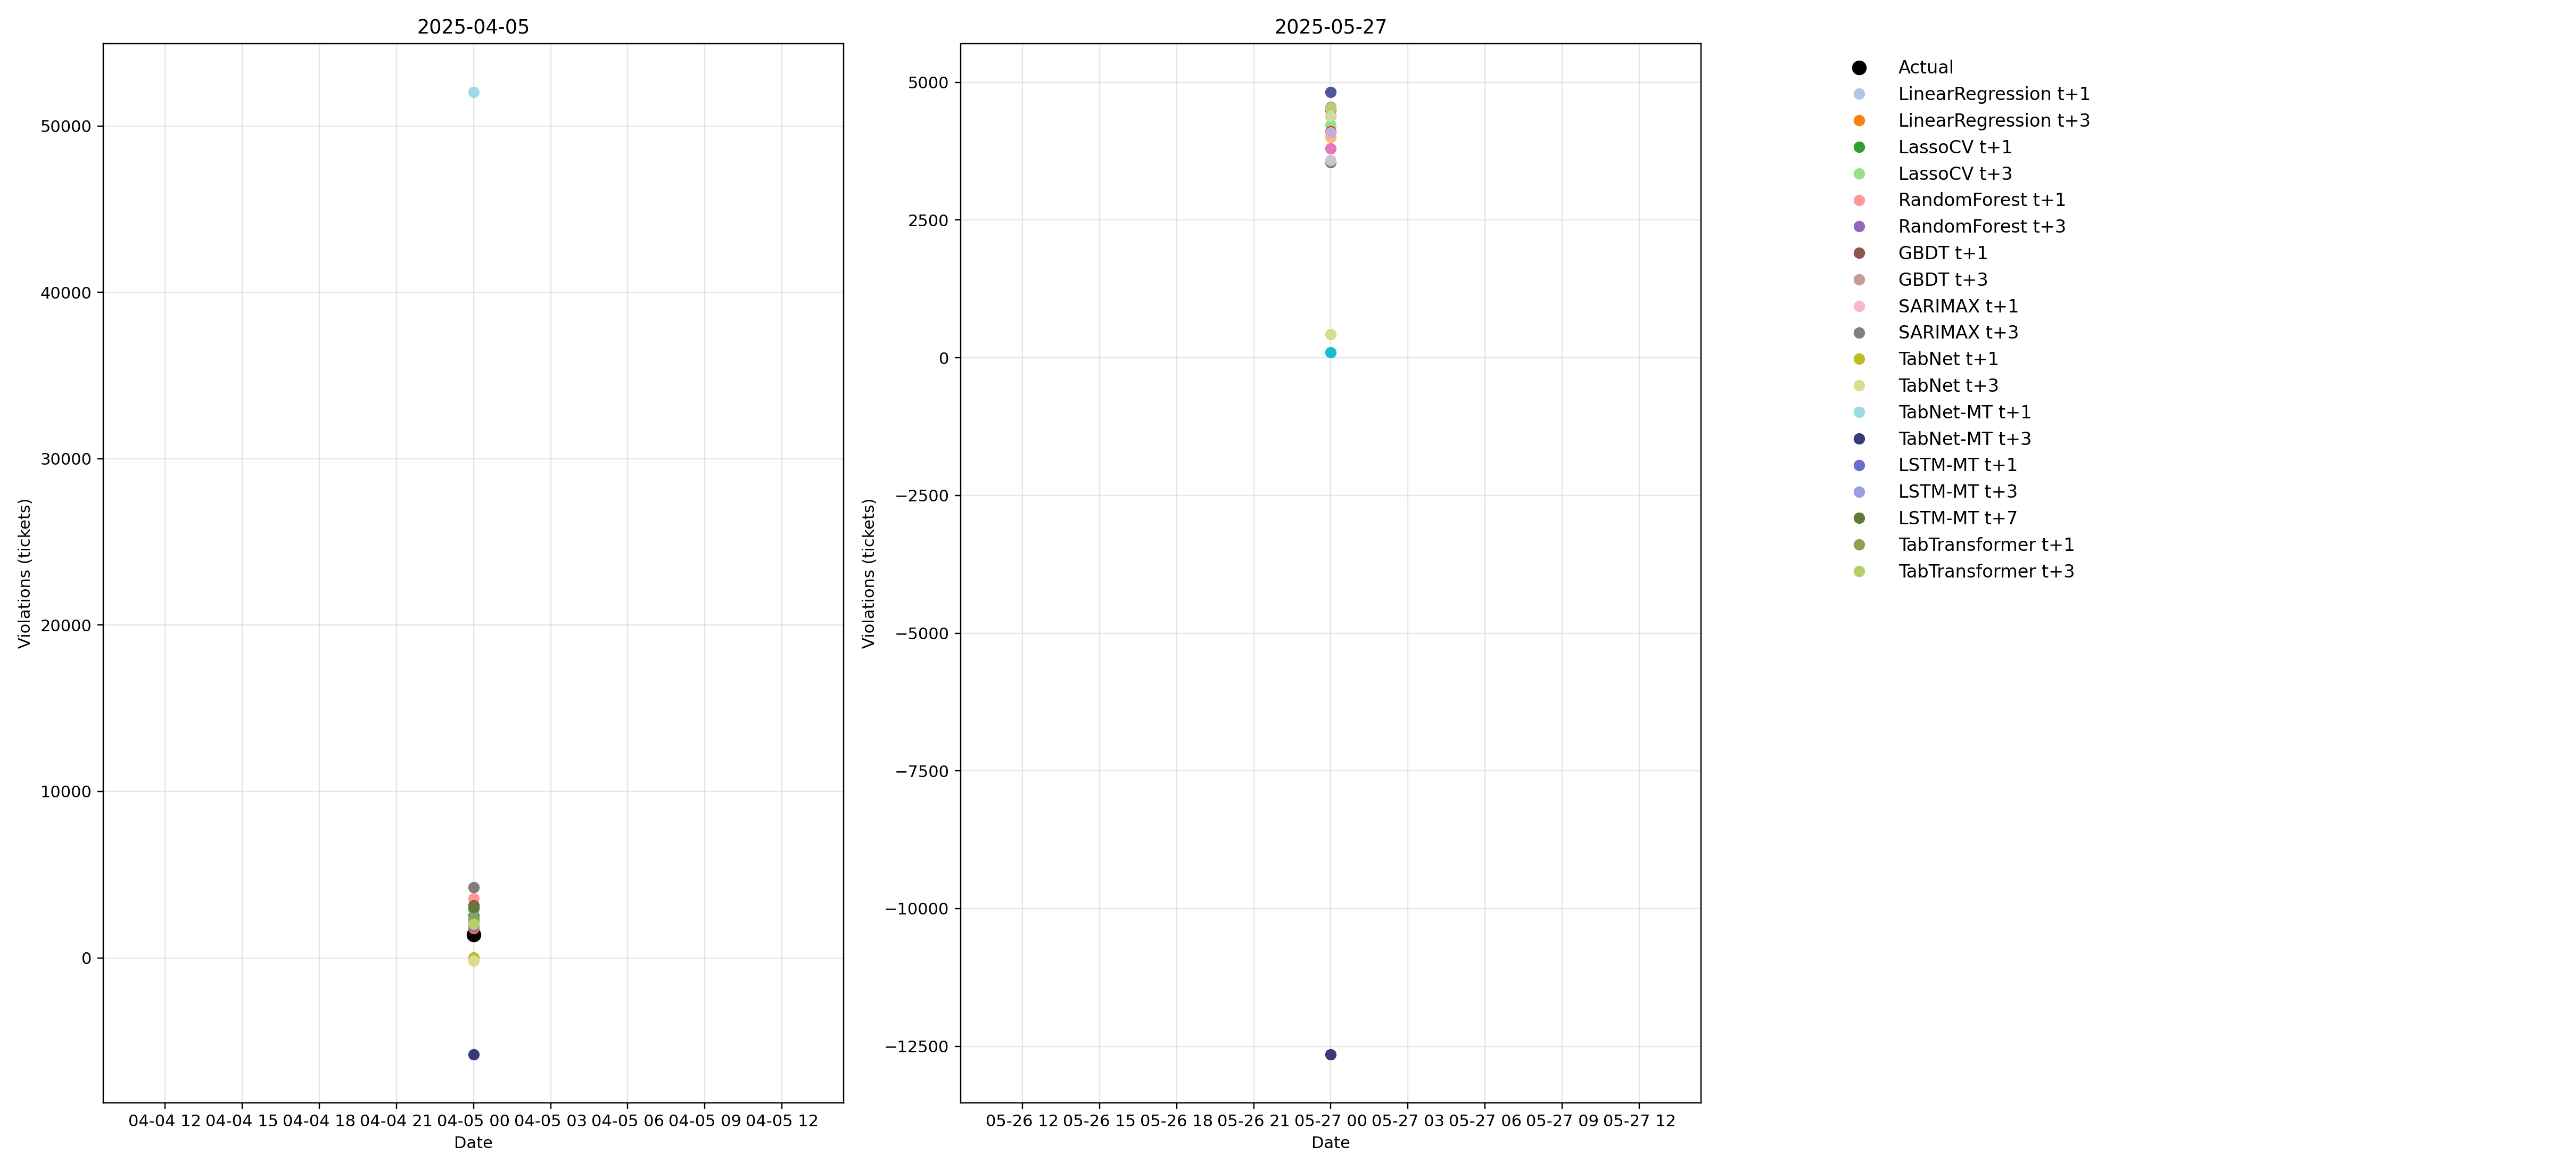 2025-04-05
50000
40000
30000
20000
10000
0
Violations (tickets)
04-04 12 04-04 15 04-04 18 04-04 21 04-05 00 04-05 03 04-05 06 04-05 09 04-05 12
Date
2025-05-27
5000
2500
0
−2500
−5000
−7500
−10000
−12500
Violations (tickets)
05-26 12 05-26 15 05-26 18 05-26 21 05-27 00 05-27 03 05-27 06 05-27 09 05-27 12
Date
Actual
LinearRegression t+1
LinearRegression t+3
LassoCV t+1
LassoCV t+3
RandomForest t+1
RandomForest t+3
GBDT t+1
GBDT t+3
SARIMAX t+1
SARIMAX t+3
TabNet t+1
TabNet t+3
TabNet-MT t+1
TabNet-MT t+3
LSTM-MT t+1
LSTM-MT t+3
LSTM-MT t+7
TabTransformer t+1
TabTransformer t+3